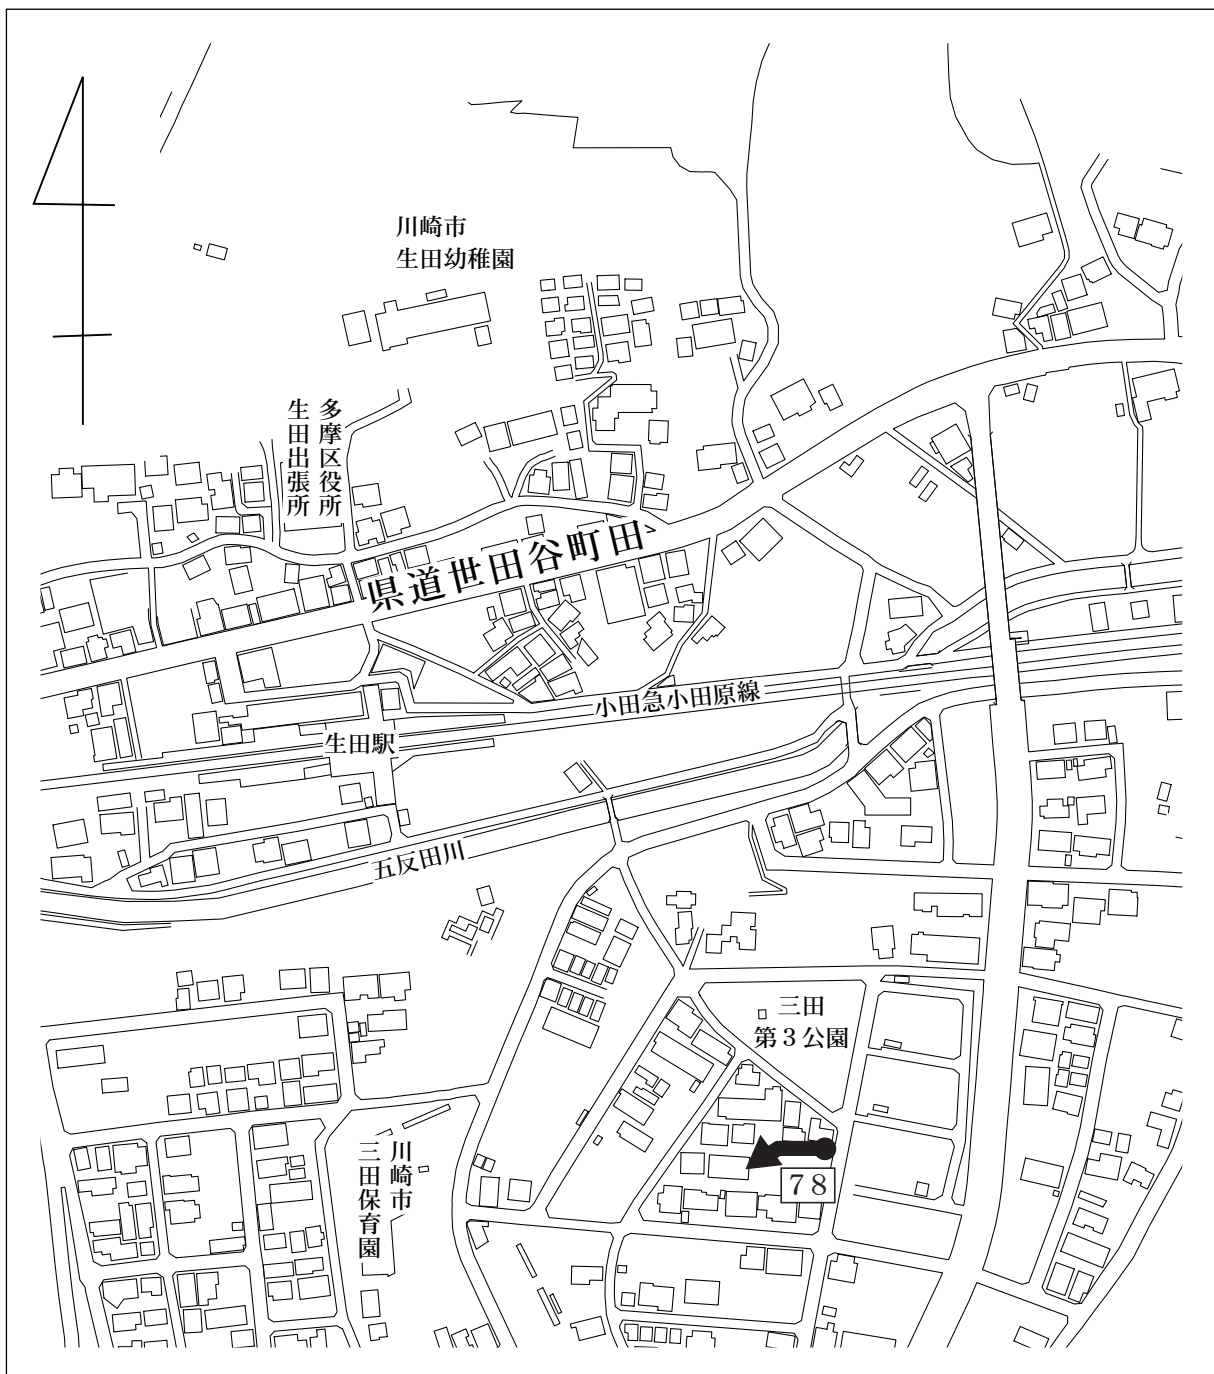 川崎市
生田幼稚園
多摩区役所
生田出張所
県道世田谷町田
小田急小田原線
生田駅
五反田川
三田
第3公園
川崎市
三田保育園
78